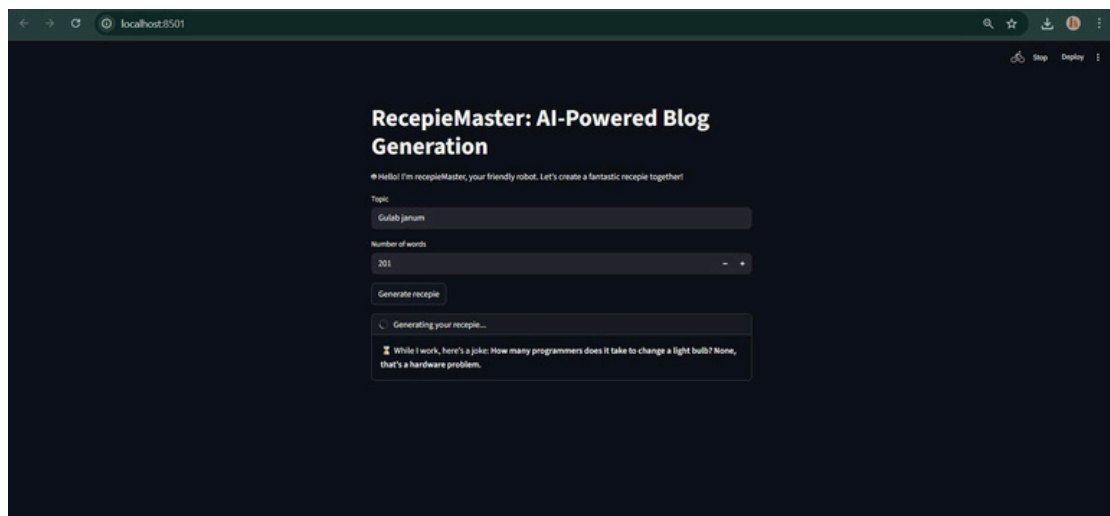 localhost:8501
Stop Deploy
RecepieMaster: AI-Powered Blog
Generation
Hello! I'm recepieMaster, your friendly robot. Let's create a fantastic recepie together!
Topic
Gulab janum
Number of words
201
Generate recepie
Generating your recepie...
While I work, here's a joke: How many programmers does it take to change a light bulb? None,
that's a hardware problem.